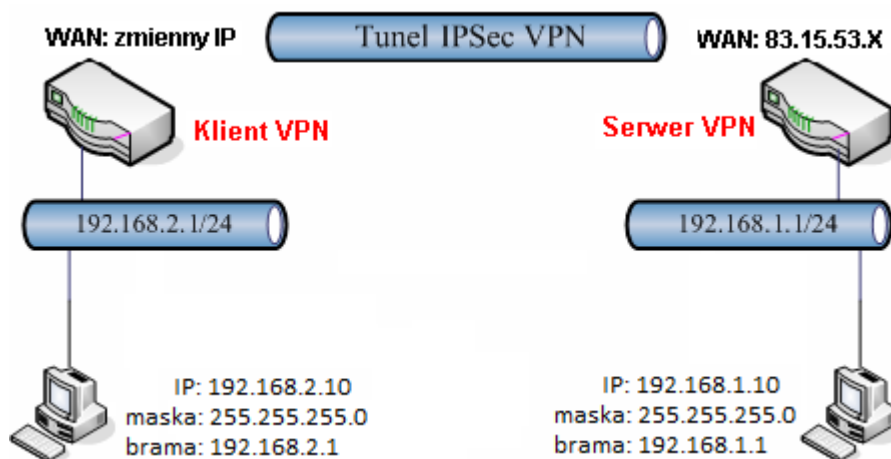 WAN: zmienny IP
Tunel IPSec VPN
WAN: 83.15.53.X
Klient VPN
Serwer VPN
192.168.2.1/24
192.168.1.1/24
IP: 192.168.2.10
maska: 255.255.255.0
brama: 192.168.2.1
IP: 192.168.1.10
maska: 255.255.255.0
brama: 192.168.1.1